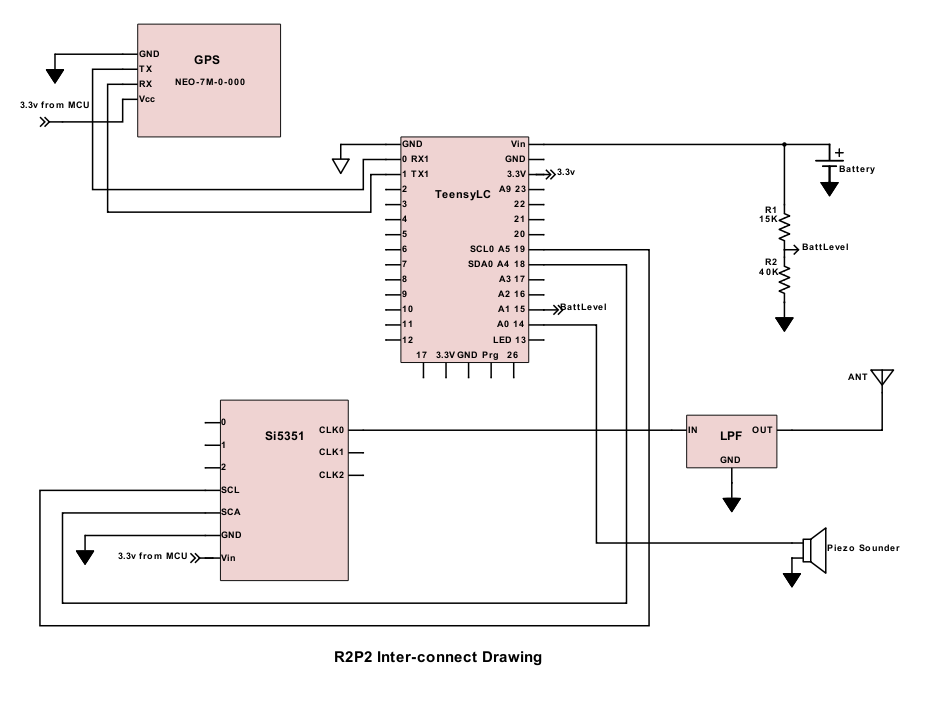 GPS
NEO-7M-0-000
GND
TX
RX
Vcc
3.3v from MCU
TeensyLC
GND
0 RX1
1 TX1
2
3
4
5
6
7
8
9
10
11
12
Vin
GND
3.3V
A9 23
22
21
20
SCL0 A5 19
SDA0 A4 18
A3 17
A2 16
A1 15
A0 14
LED 13
17 3.3V GND Prg 26
3.3v
BattLevel
+
Battery
R1
15K
BattLevel
R2
40K
ANT
Si5351
0
1
2
SCL
SCA
GND
Vin
CLK0
CLK1
CLK2
3.3v from MCU
IN LPF OUT
GND
Piezo Sounder
R2P2 Inter-connect Drawing